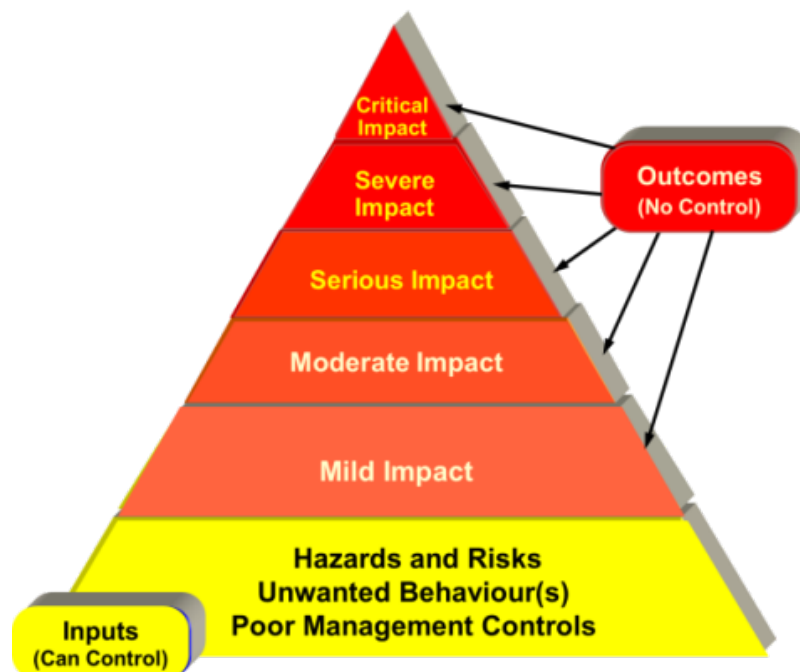 Critical
Impact
Severe
Impact
Outcomes
(No Control)
Serious Impact
Moderate Impact
Mild Impact
Hazards and Risks
Unwanted Behaviour(s)
Poor Management Controls
Inputs
(Can Control)